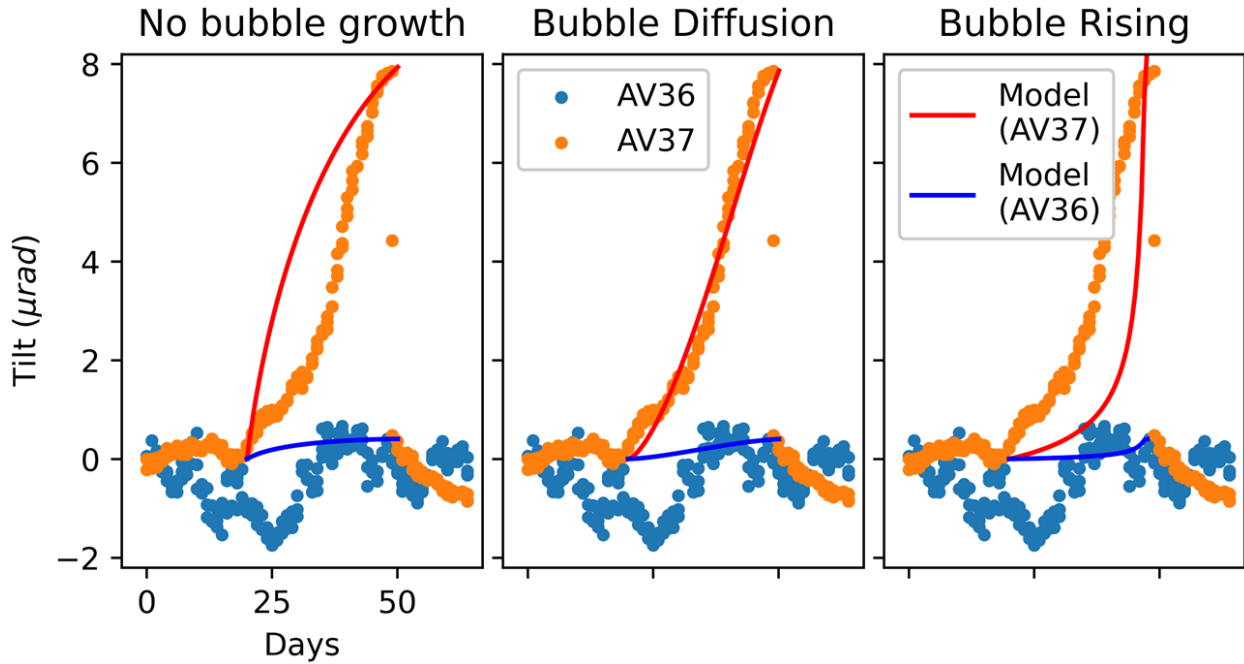 No bubble growth
Bubble Diffusion
Bubble Rising
8
6
4
2
0
−2
Tilt (μrad)
0
25
50
Days
AV36
AV37
Model
(AV37)
Model
(AV36)